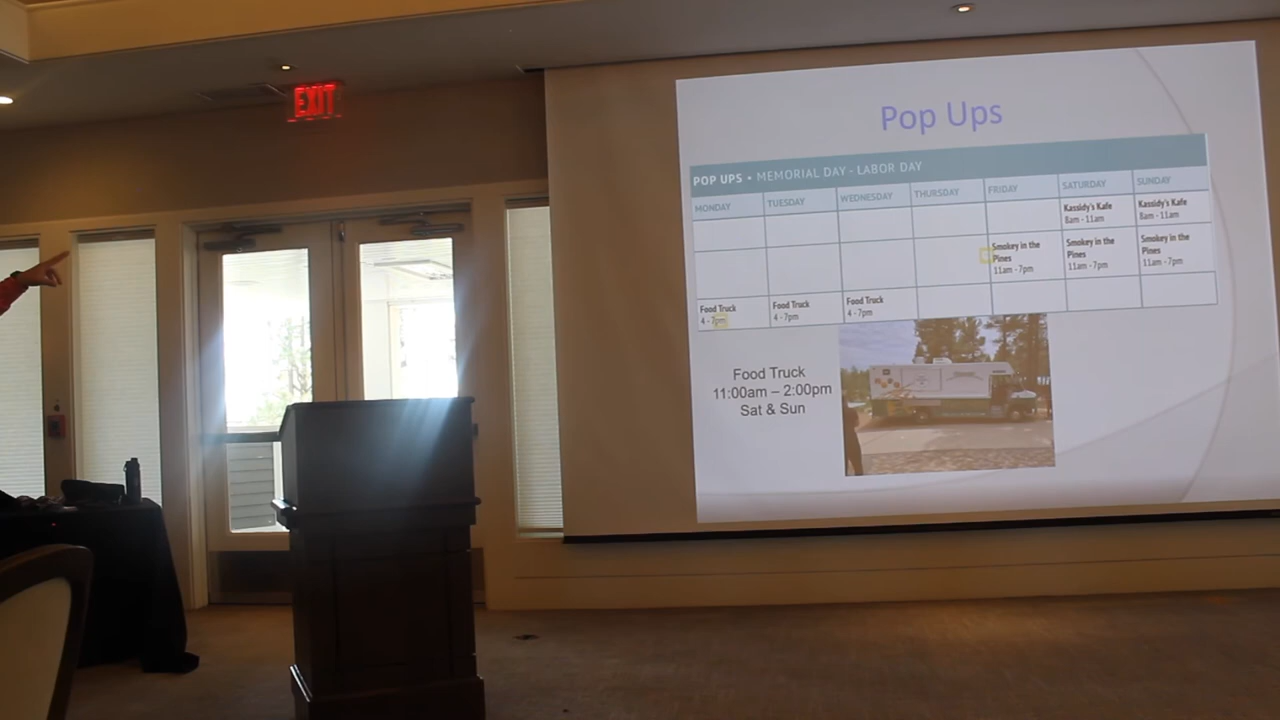 EXIT
Pop Ups
POP UPS • MEMORIAL DAY - LABOR DAY
MONDAY TUESDAY WEDNESDAY THURSDAY FRIDAY SATURDAY SUNDAY
Kassidy's Kafe Kassidy's Kafe
8am - 11am 8am - 11am
Smokey in the Smokey in the Smokey in the
Pines Pines Pines
11am - 7pm 11am - 7pm 11am - 7pm
Food Truck Food Truck Food Truck
4 - 7pm 4 - 7pm 4 - 7pm
Food Truck
11:00am – 2:00pm
Sat & Sun